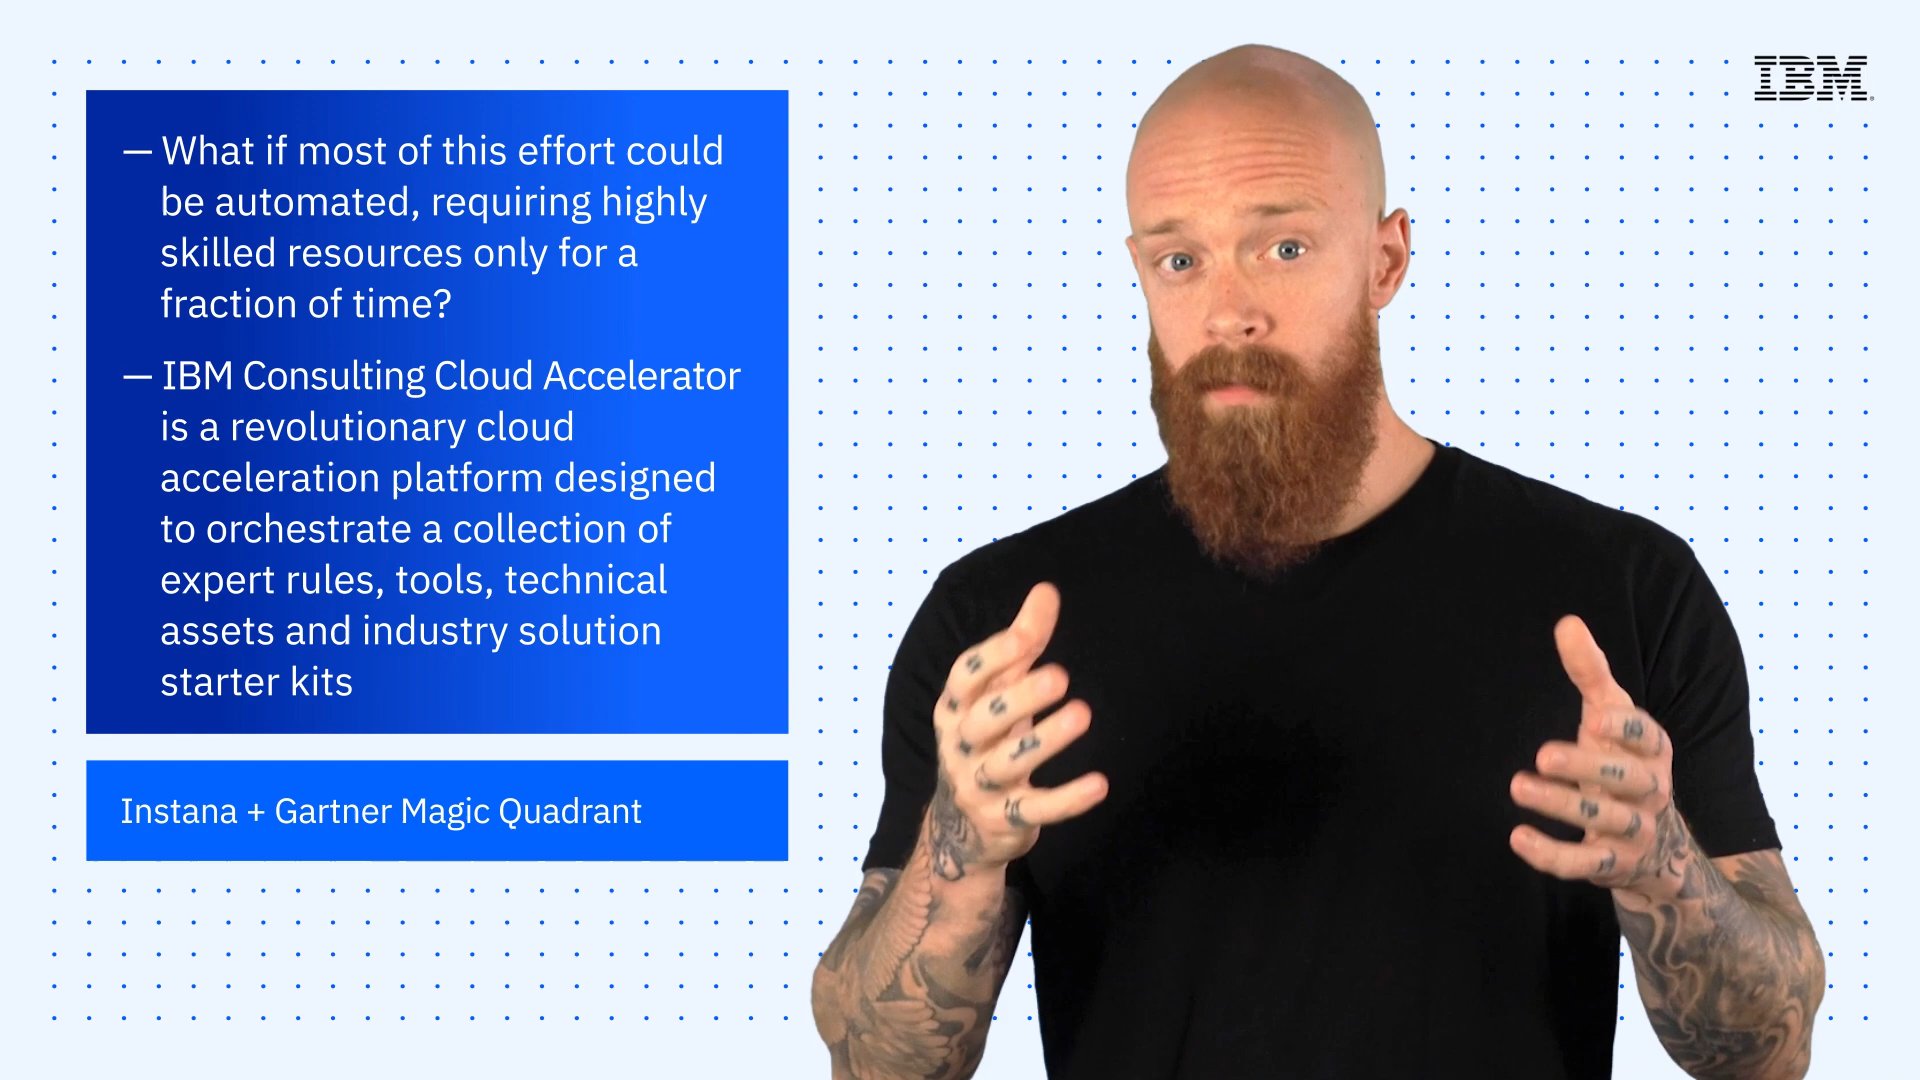 — What if most of this effort could
be automated, requiring highly
skilled resources only for a
fraction of time?
— IBM Consulting Cloud Accelerator
is a revolutionary cloud
acceleration platform designed
to orchestrate a collection of
expert rules, tools, technical
assets and industry solution
starter kits
Instana + Gartner Magic Quadrant
IBM®